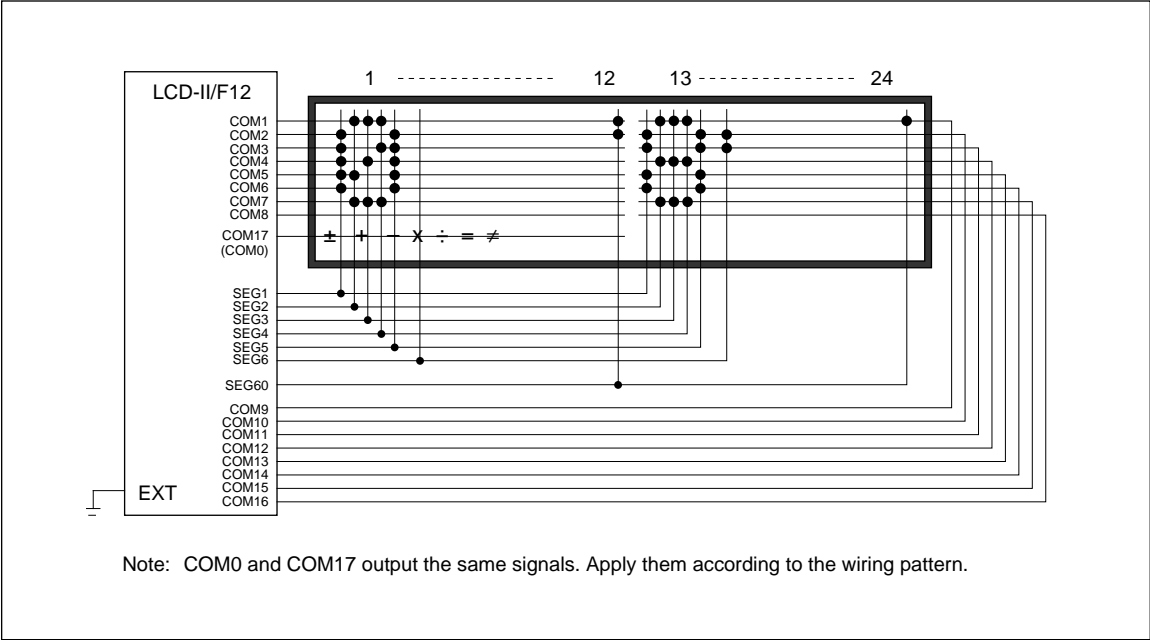 1 12 13 24
LCD-II/F12
COM1
COM2
COM3
COM4
COM5
COM6
COM7
COM8
COM17
(COM0)
± + − x ÷ = ≠
SEG1
SEG2
SEG3
SEG4
SEG5
SEG6
SEG60
COM9
COM10
COM11
COM12
COM13
COM14
COM15
COM16
EXT
Note: COM0 and COM17 output the same signals. Apply them according to the wiring pattern.